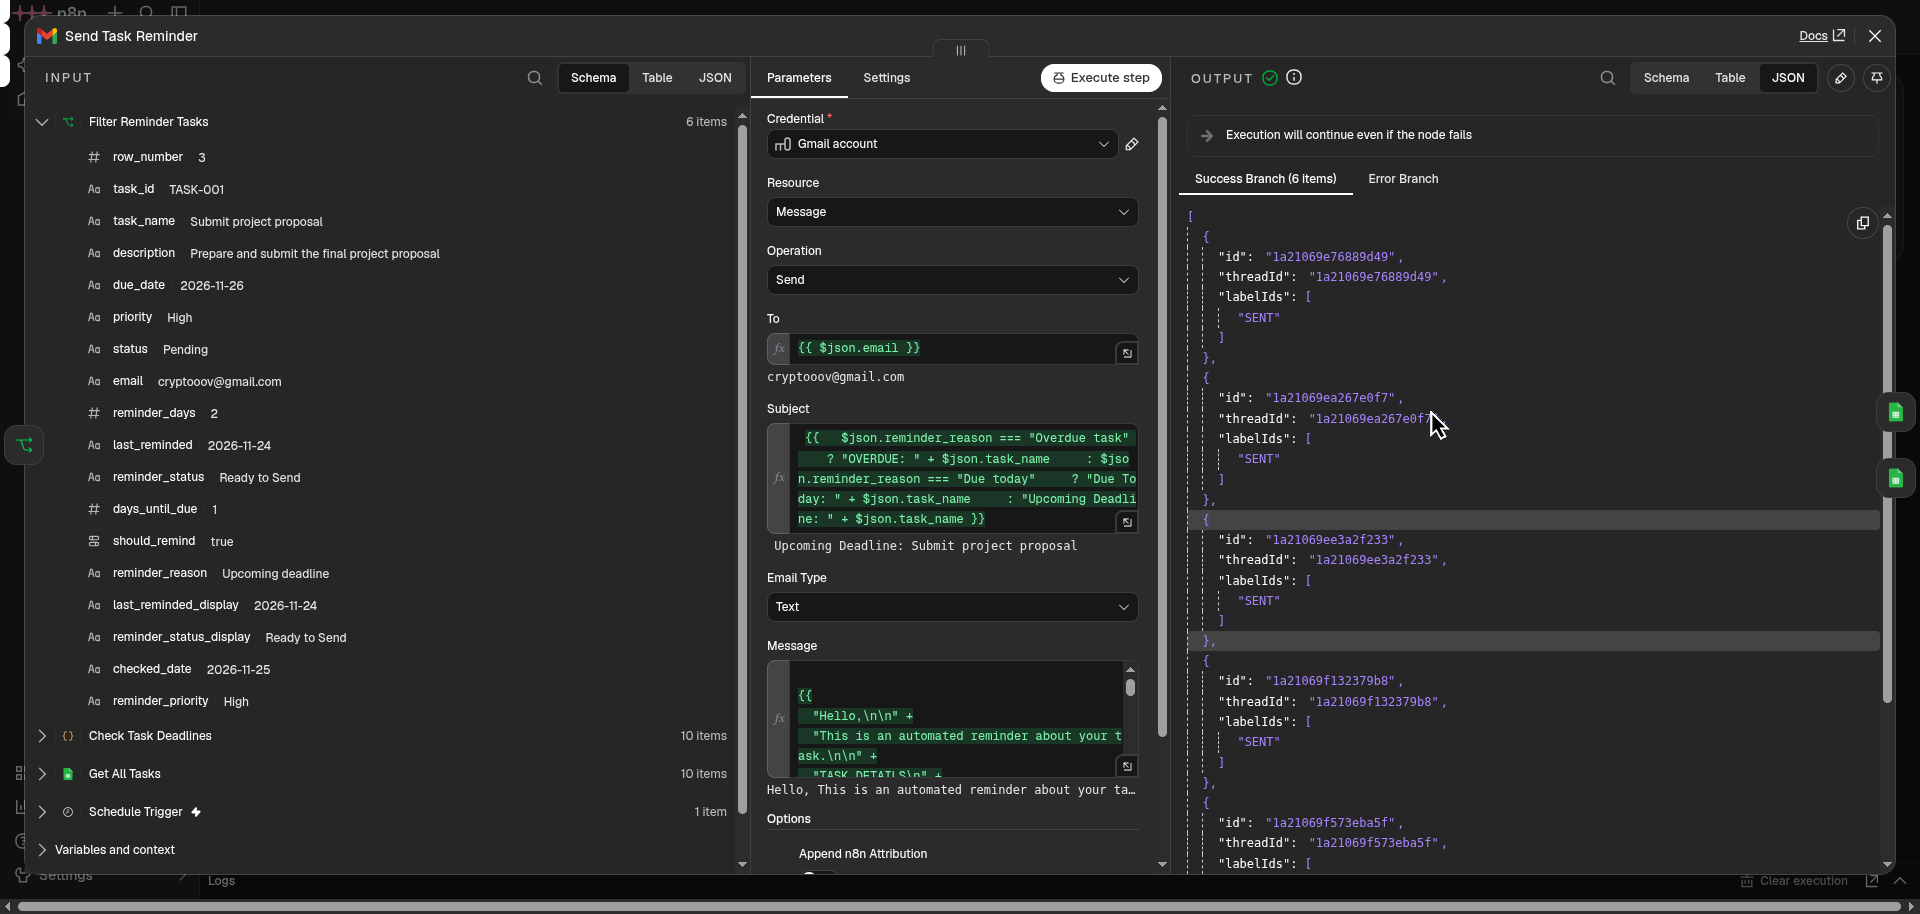 n8n
Send Task Reminder
Docs
INPUT
Schema
Table
JSON
Filter Reminder Tasks
6 items
row_number 3
task_id TASK-001
task_name Submit project proposal
description Prepare and submit the final project proposal
due_date 2026-11-26
priority High
status Pending
email cryptooov@gmail.com
reminder_days 2
last_reminded 2026-11-24
reminder_status Ready to Send
days_until_due 1
should_remind true
reminder_reason Upcoming deadline
last_reminded_display 2026-11-24
reminder_status_display Ready to Send
checked_date 2026-11-25
reminder_priority High
Check Task Deadlines
10 items
Get All Tasks
10 items
Schedule Trigger
1 item
Variables and context
Parameters
Settings
Execute step
Credential *
Gmail account
Resource
Message
Operation
Send
To
fx
{{ $json.email }}
cryptooov@gmail.com
Subject
fx
{{   $json.reminder_reason === "Overdue task"
? "OVERDUE: " + $json.task_name     : $jso
n.reminder_reason === "Due today"     ? "Due To
day: " + $json.task_name     : "Upcoming Deadli
ne: " + $json.task_name }}
Upcoming Deadline: Submit project proposal
Email Type
Text
Message
fx
{{
"Hello,\n\n" +
"This is an automated reminder about your t
ask.\n\n" +
"TASK DETAILS\n" +
Hello, This is an automated reminder about your ta…
Options
Append n8n Attribution
OUTPUT
Schema
Table
JSON
Execution will continue even if the node fails
Success Branch (6 items)
Error Branch
[
{
"id": "1a21069e76889d49",
"threadId": "1a21069e76889d49",
"labelIds": [
"SENT"
]
},
{
"id": "1a21069ea267e0f7",
"threadId": "1a21069ea267e0f7
"labelIds": [
"SENT"
]
},
{
"id": "1a21069ee3a2f233",
"threadId": "1a21069ee3a2f233",
"labelIds": [
"SENT"
]
},
{
"id": "1a21069f132379b8",
"threadId": "1a21069f132379b8",
"labelIds": [
"SENT"
]
},
{
"id": "1a21069f573eba5f",
"threadId": "1a21069f573eba5f",
"labelIds": [
Settings
Logs
Clear execution